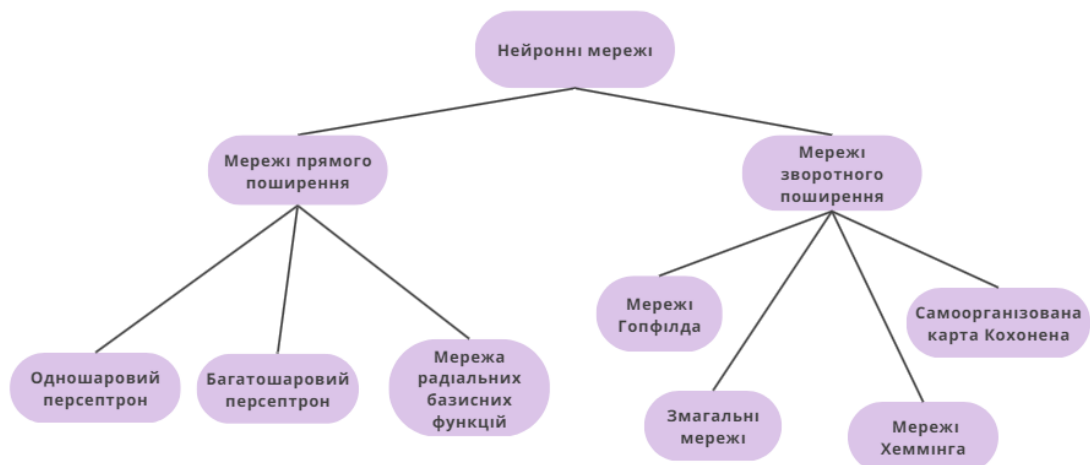 Нейронні мережі
Мережі прямого
поширення
Мережі
зворотного
поширення
Мережі
Гопфілда
Самоорганізована
карта Кохонена
Одношаровий
персептрон
Багатошаровий
персептрон
Мережа
радіальних
базисних
функцій
Змагальні
мережі
Мережі
Хеммінга